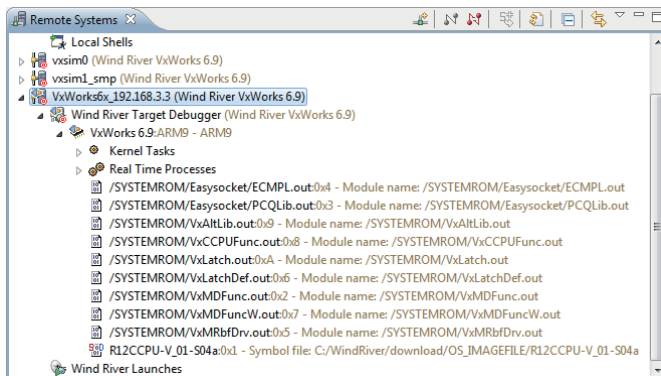 Remote Systems
Local Shells
vxsim0 (Wind River VxWorks 6.9)
vxsim1_smp (Wind River VxWorks 6.9)
VxWorks6x_192.168.3.3 (Wind River VxWorks 6.9)
Wind River Target Debugger (Wind River VxWorks 6.9)
VxWorks 6.9:ARM9 - ARM9
Kernel Tasks
Real Time Processes
/SYSTEMROM/Easysocket/ECMPL.out:0x4 - Module name: /SYSTEMROM/Easysocket/ECMPL.out
/SYSTEMROM/Easysocket/PCQLib.out:0x3 - Module name: /SYSTEMROM/Easysocket/PCQLib.out
/SYSTEMROM/VxAltLib.out:0x9 - Module name: /SYSTEMROM/VxAltLib.out
/SYSTEMROM/VxCCPUFunc.out:0x8 - Module name: /SYSTEMROM/VxCCPUFunc.out
/SYSTEMROM/VxLatch.out:0xA - Module name: /SYSTEMROM/VxLatch.out
/SYSTEMROM/VxLatchDef.out:0x6 - Module name: /SYSTEMROM/VxLatchDef.out
/SYSTEMROM/VxMDFunc.out:0x2 - Module name: /SYSTEMROM/VxMDFunc.out
/SYSTEMROM/VxMDFuncW.out:0x7 - Module name: /SYSTEMROM/VxMDFuncW.out
/SYSTEMROM/VxMRbfDrv.out:0x5 - Module name: /SYSTEMROM/VxMRbfDrv.out
R12CCPU-V_01-S04a:0x1 - Symbol file: C:/WindRiver/download/OS_IMAGEFILE/R12CCPU-V_01-S04a
Wind River Launches